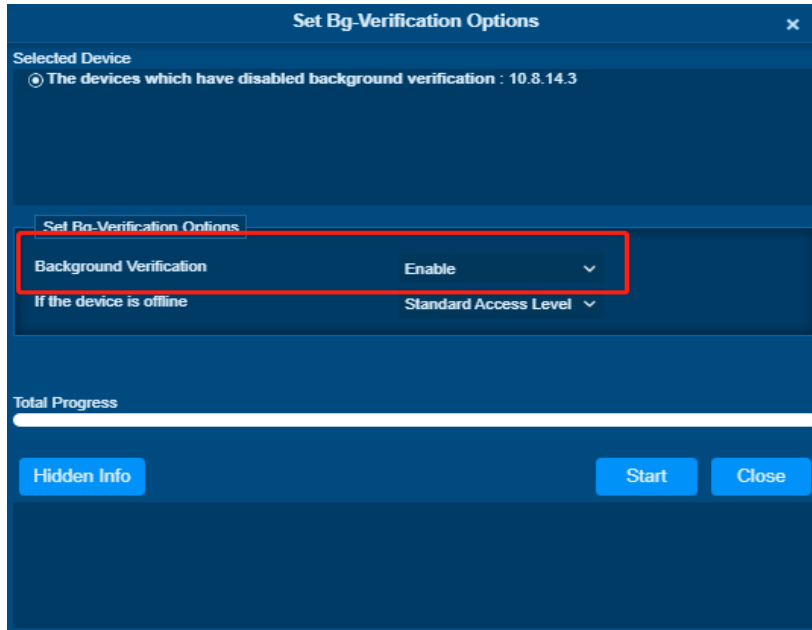 Set Bg-Verification Options ×
Selected Device
The devices which have disabled background verification : 10.8.14.3
Set Bg-Verification Options
Background Verification Enable
If the device is offline Standard Access Level
Total Progress
Hidden Info Start Close